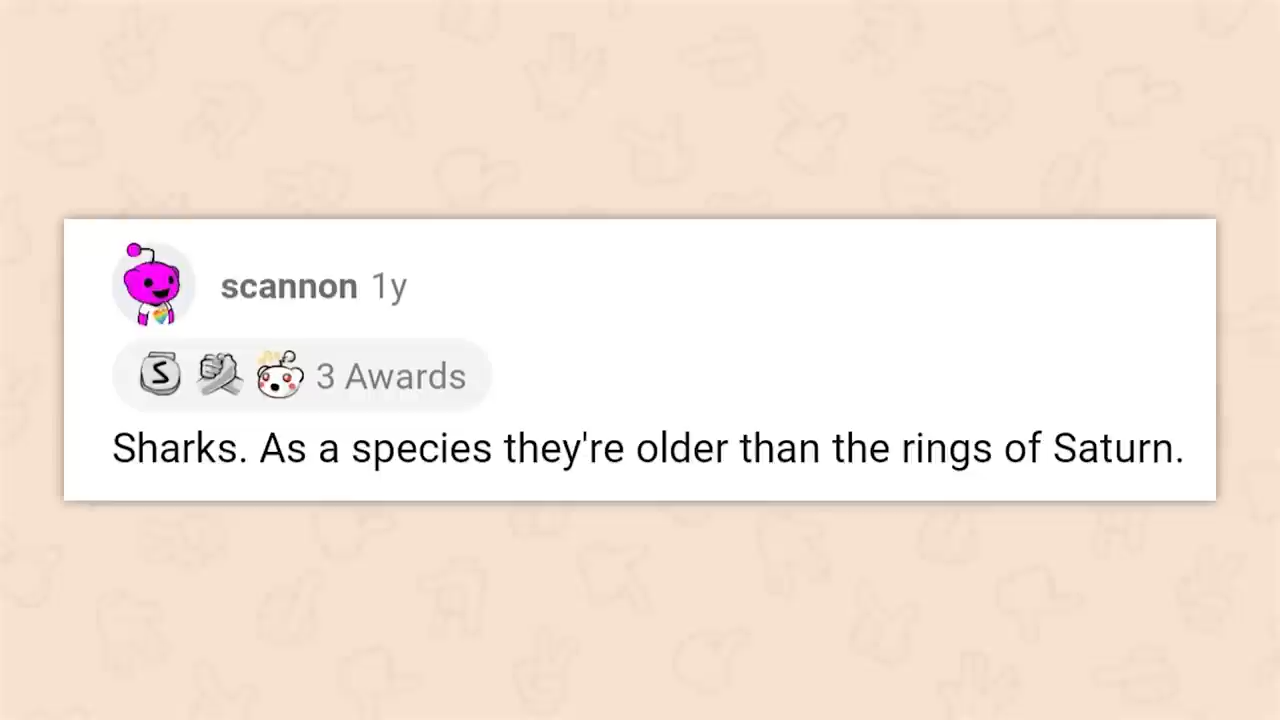 scannon 1y
3 Awards
Sharks. As a species they're older than the rings of Saturn.